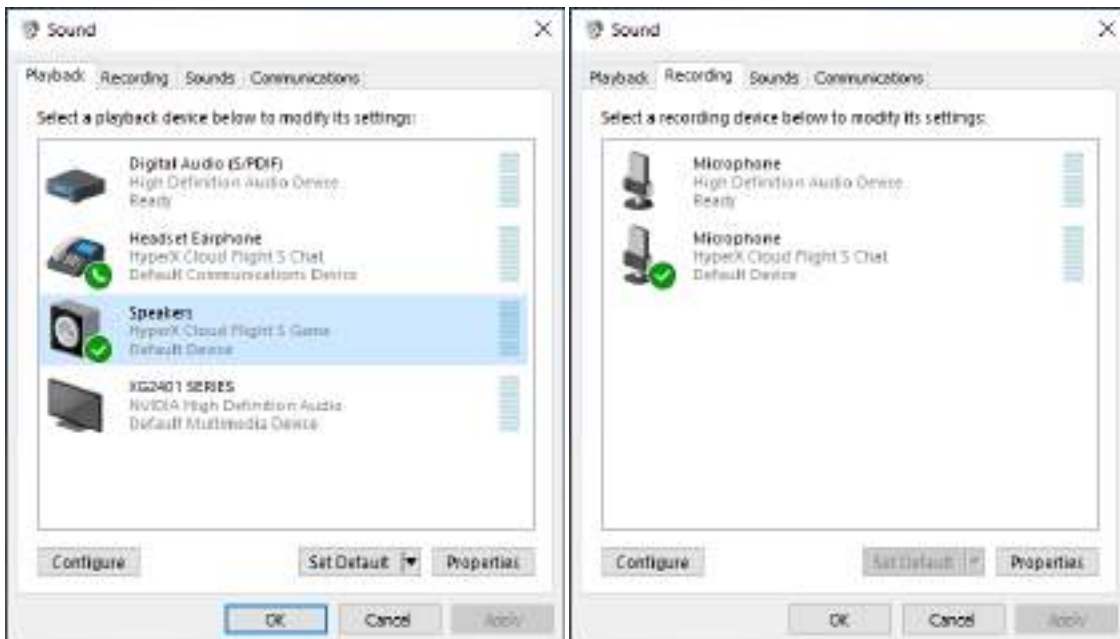 Sound
Playback Recording Sounds Communications
Select a playback device below to modify its settings:
Digital Audio (S/PDIF)
High Definition Audio Device
Ready
Headset Earphone
HyperX Cloud Flight S Chat
Default Communications Device
Speakers
HyperX Cloud Flight S Game
Default Device
XG2401 SERIES
NVIDIA High Definition Audio
Default Multimedia Device
Configure Set Default Properties
OK Cancel Apply
Sound
Playback Recording Sounds Communications
Select a recording device below to modify its settings:
Microphone
High Definition Audio Device
Ready
Microphone
HyperX Cloud Flight S Chat
Default Device
Configure Set Default Properties
OK Cancel Apply